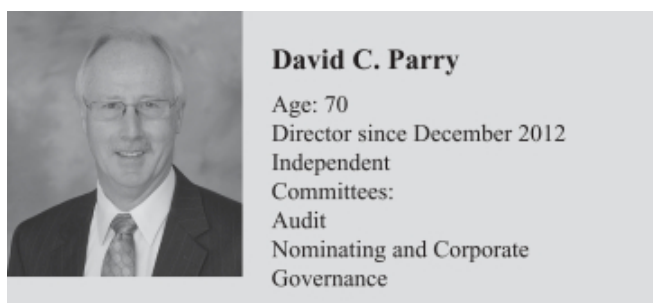 David C. Parry
Age: 70
Director since December 2012
Independent
Committees:
Audit
Nominating and Corporate
Governance